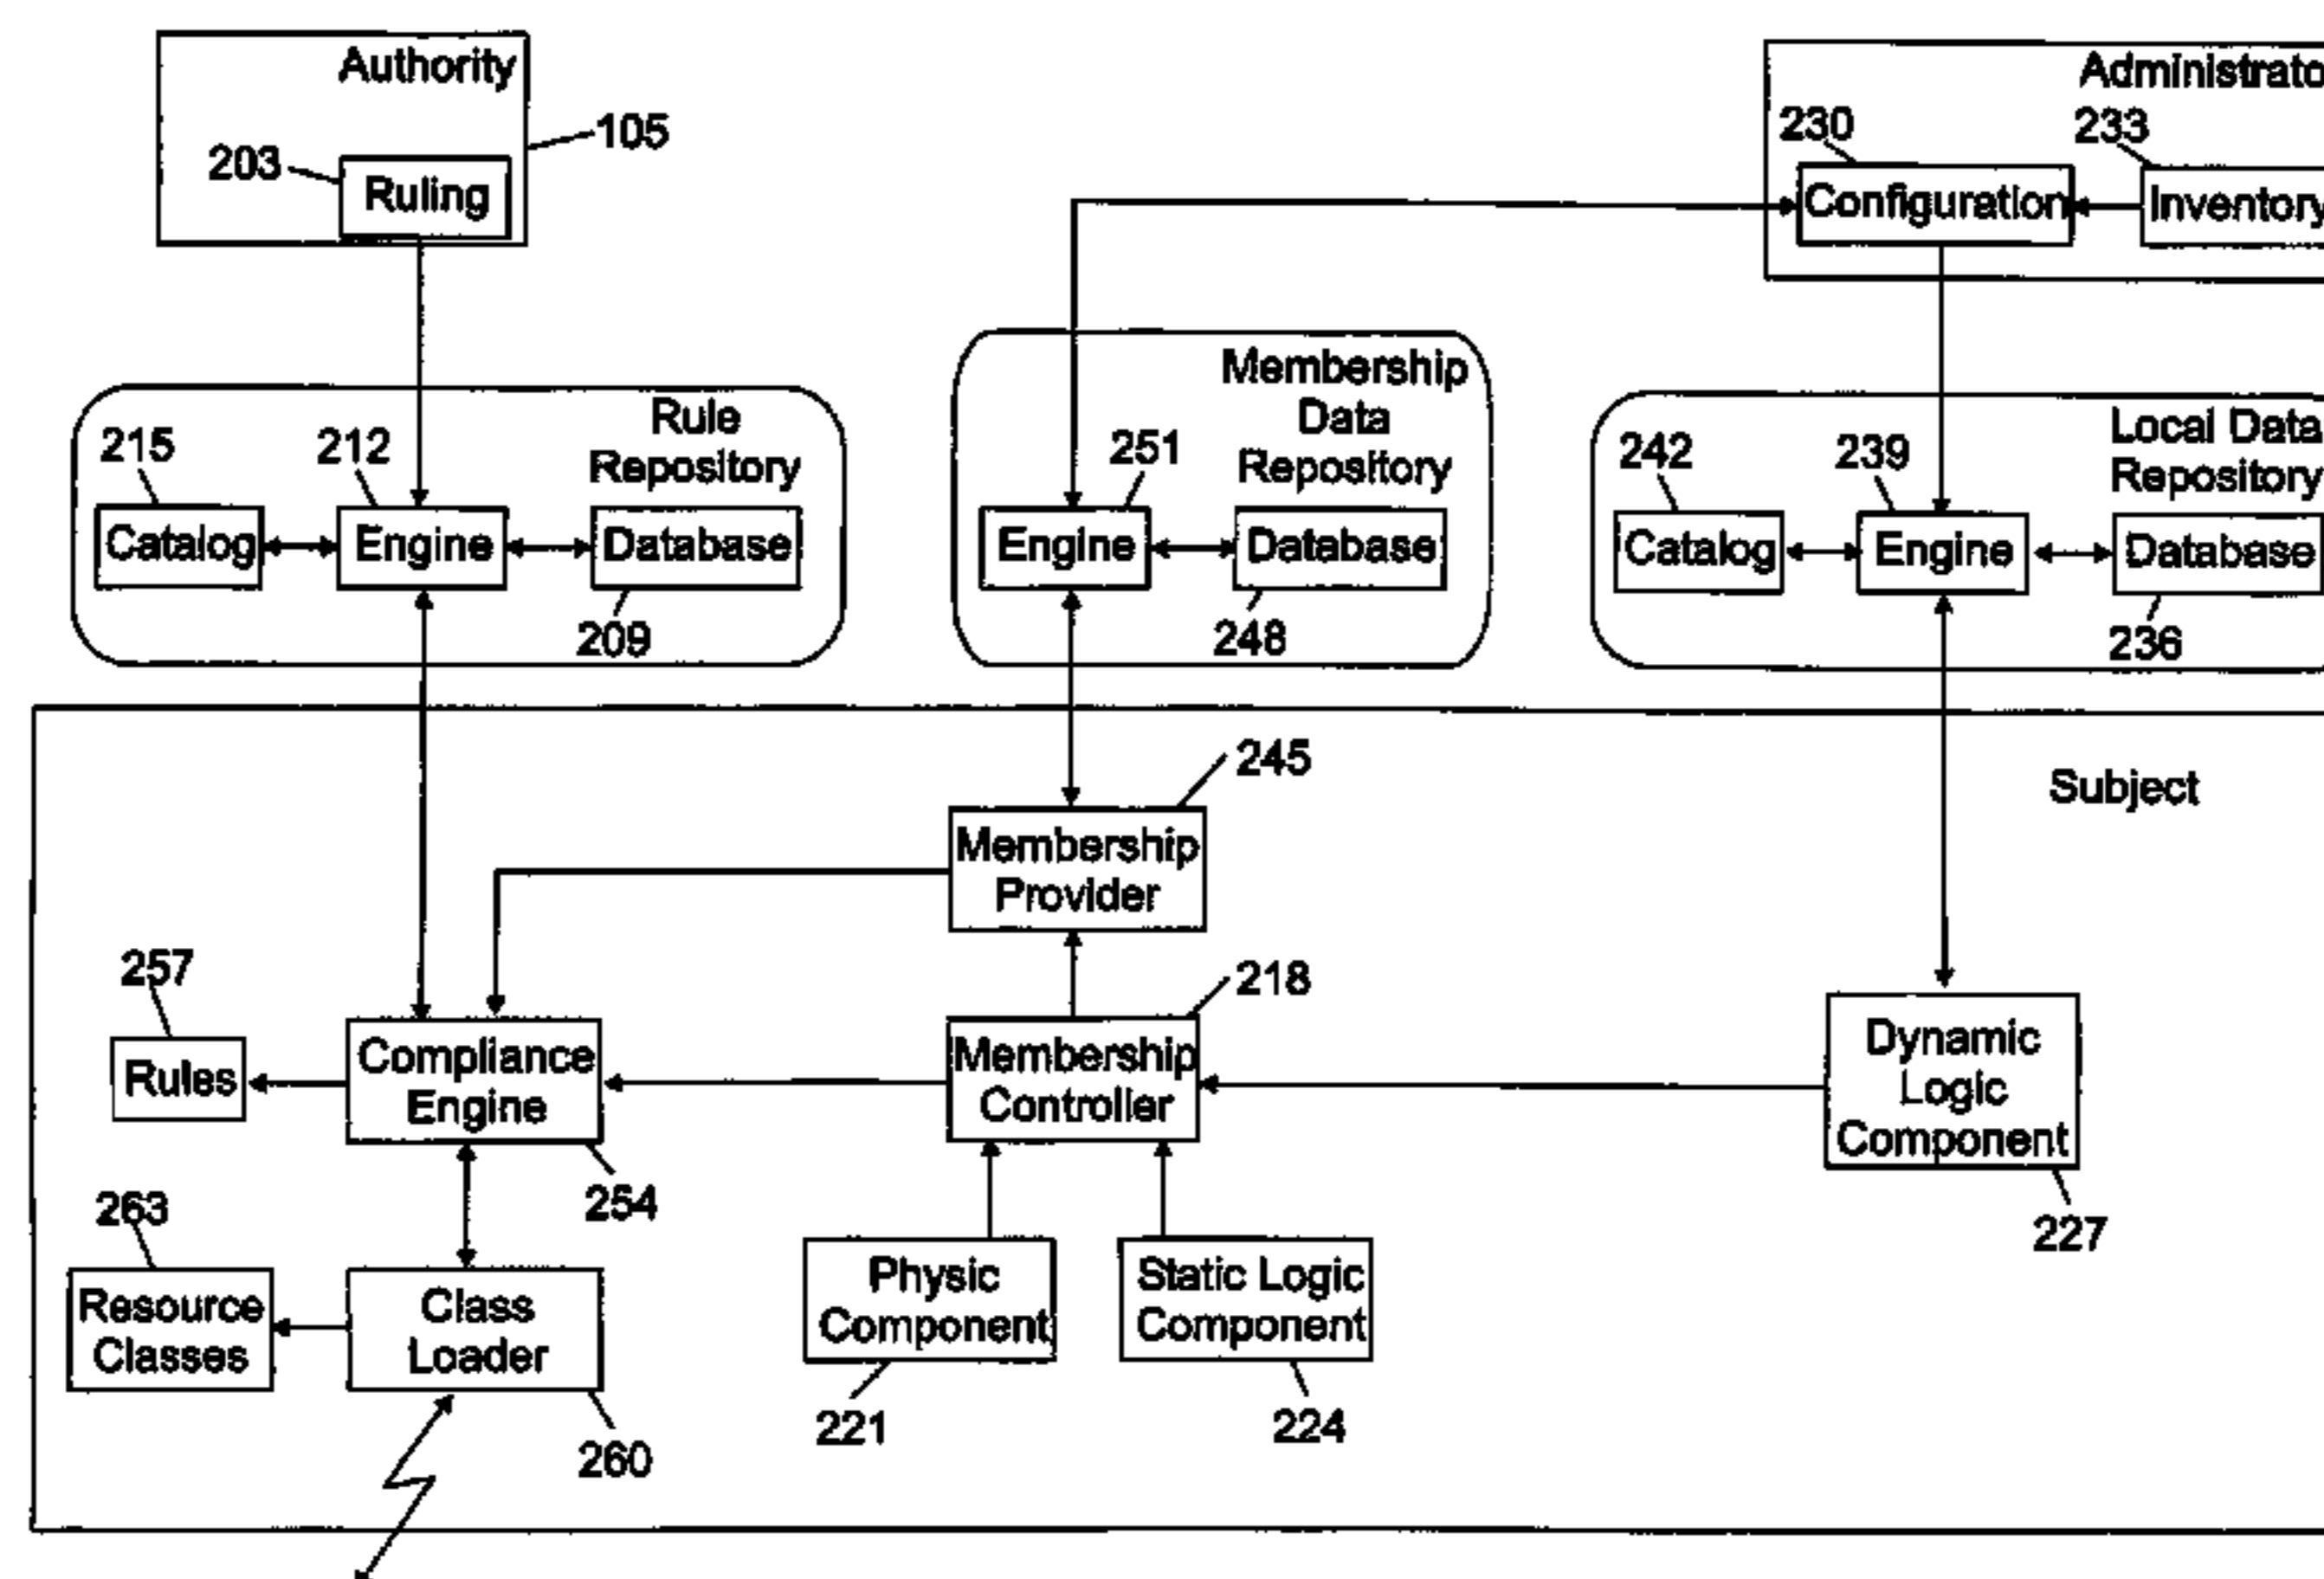 Authority
105
203
Ruling
Administrato
230
233
Configuration
Inventory
Rule
Repository
215
212
Catalog
Engine
Database
209
Membership
Data
Repository
251
Engine
Database
248
Local Data
Repository
242
239
Catalog
Engine
Database
236
Subject
245
Membership
Provider
257
218
Rules
Compliance
Engine
Membership
Controller
Dynamic
Logic
Component
254
227
263
Resource
Classes
Class
Loader
Physic
Component
Static Logic
Component
260
221
224